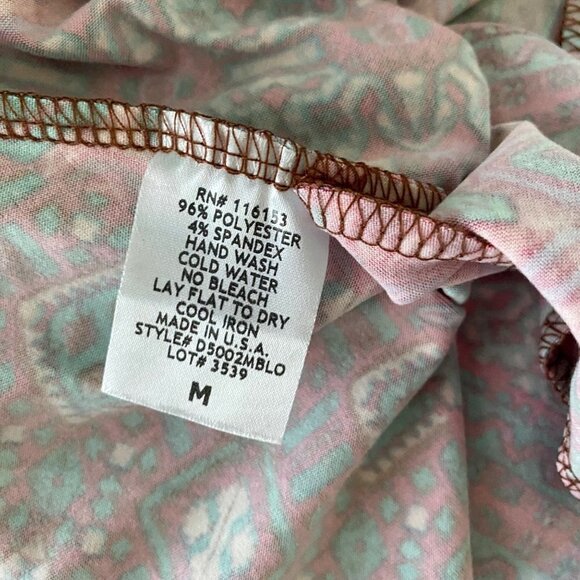 RN# 116153
96% POLYESTER
4% SPANDEX
HAND WASH
COLD WATER
NO BLEACH
LAY FLAT TO DRY
COOL IRON
MADE IN U.S.A.
STYLE# D5002MBLO
LOT# 3539
M